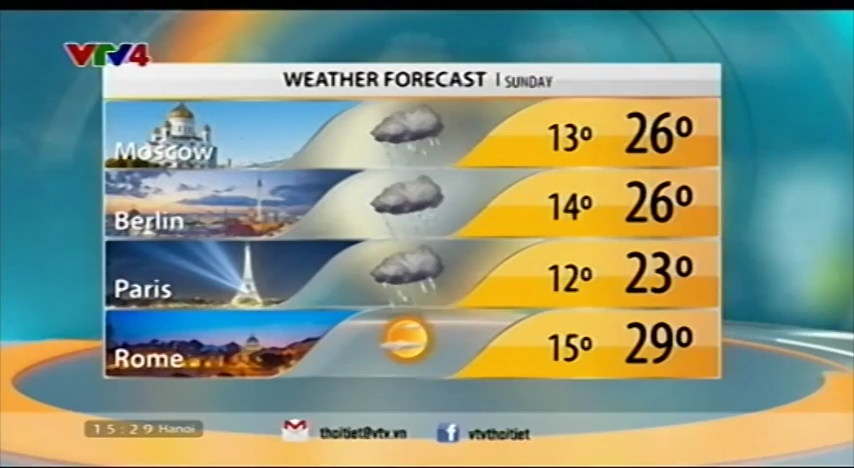 VTV4
WEATHER FORECAST | SUNDAY
Moscow 13º 26º
Berlin 14º 26º
Paris 12º 23º
Rome 15º 29º
15:29 Hanoi thoitiet@vtv.vn vtvthoitiet